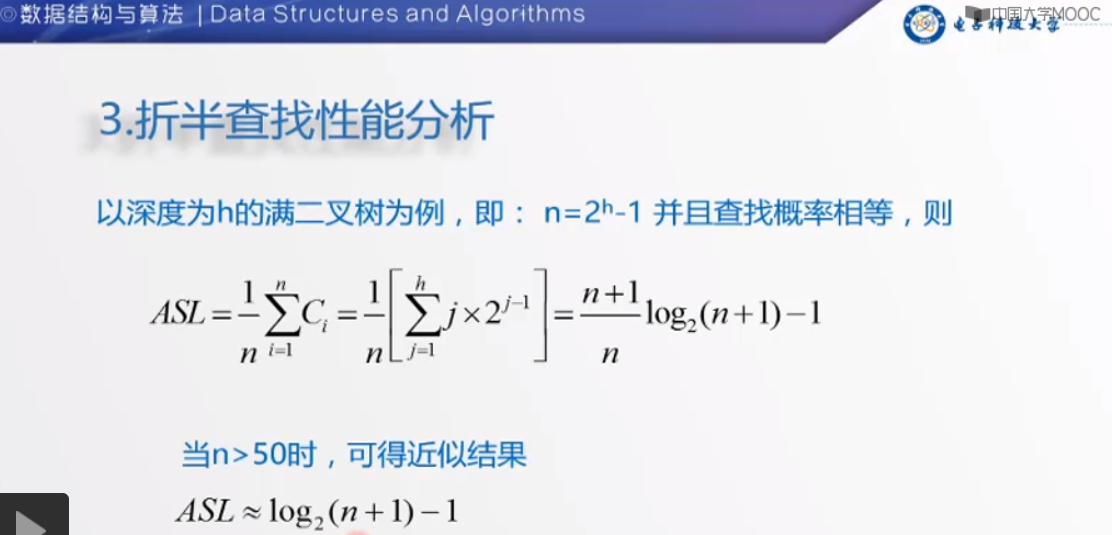 ◎数据结构与算法 | Data Structures and Algorithms
中国大学MOOC
电子科技大学
3.折半查找性能分析
以深度为h的满二叉树为例，即： n=2ʰ-1 并且查找概率相等，则
ASL = \frac{1}{n} \sum_{i=1}^{n} C_i = \frac{1}{n} \left[ \sum_{j=1}^{h} j \times 2^{j-1} \right] = \frac{n+1}{n} \log_2(n+1) - 1
当n>50时，可得近似结果
ASL ≈ log₂(n+1) − 1